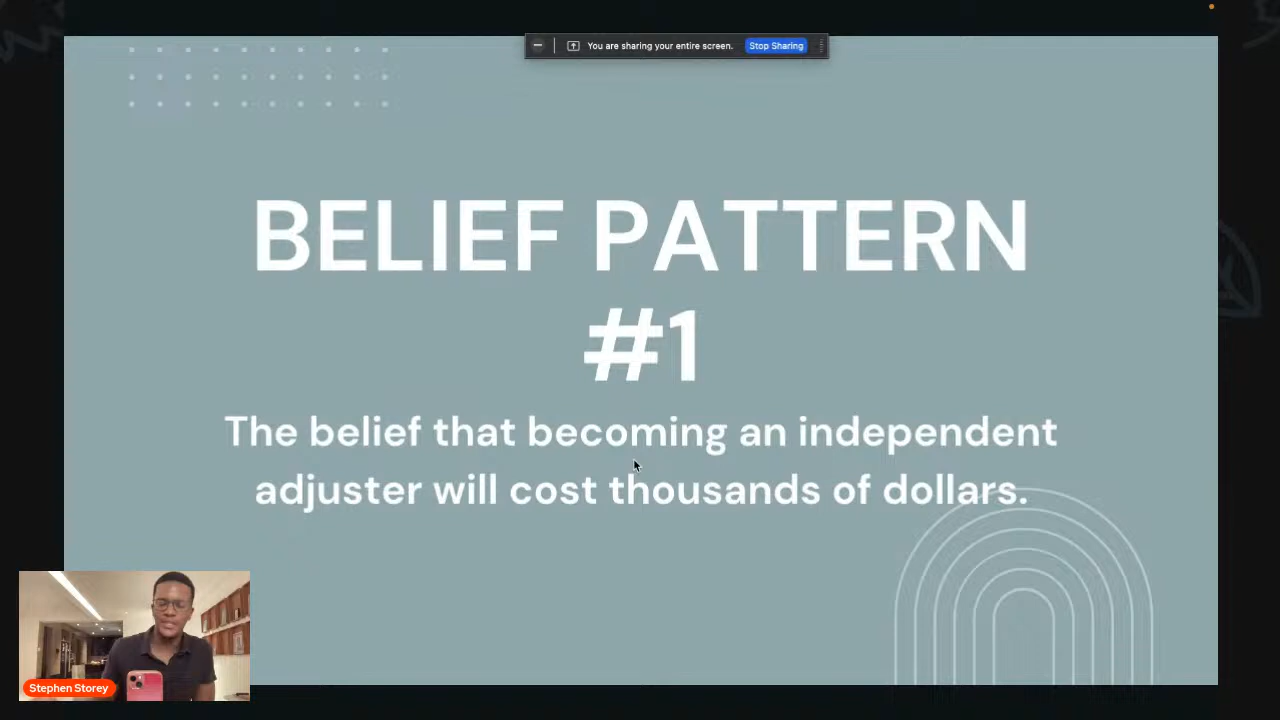 You are sharing your entire screen. Stop Sharing
BELIEF PATTERN
#1
The belief that becoming an independent
adjuster will cost thousands of dollars.
Stephen Storey